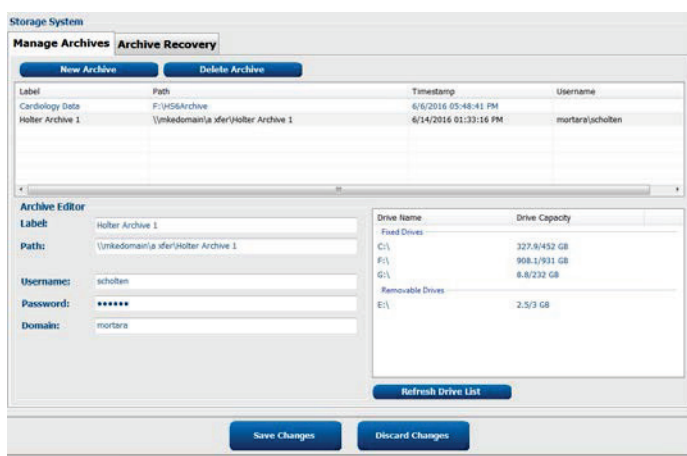 Storage System
Manage Archives Archive Recovery
New Archive Delete Archive
Label Path Timestamp Username
Cardiology Data F:\HS6Archive 6/6/2016 05:48:41 PM
Holter Archive 1 \\mkedomain\a xfer\Holter Archive 1 6/14/2016 01:33:16 PM mortara\scholten
Archive Editor
Label: Holter Archive 1
Path: \\mkedomain\a xfer\Holter Archive 1
Username: scholten
Password: ••••••
Domain: mortara
Drive Name Drive Capacity
Fixed Drives
C:\ 327.9/452 GB
F:\ 908.1/931 GB
G:\ 8.8/232 GB
Removable Drives
E:\ 2.5/3 GB
Refresh Drive List
Save Changes Discard Changes